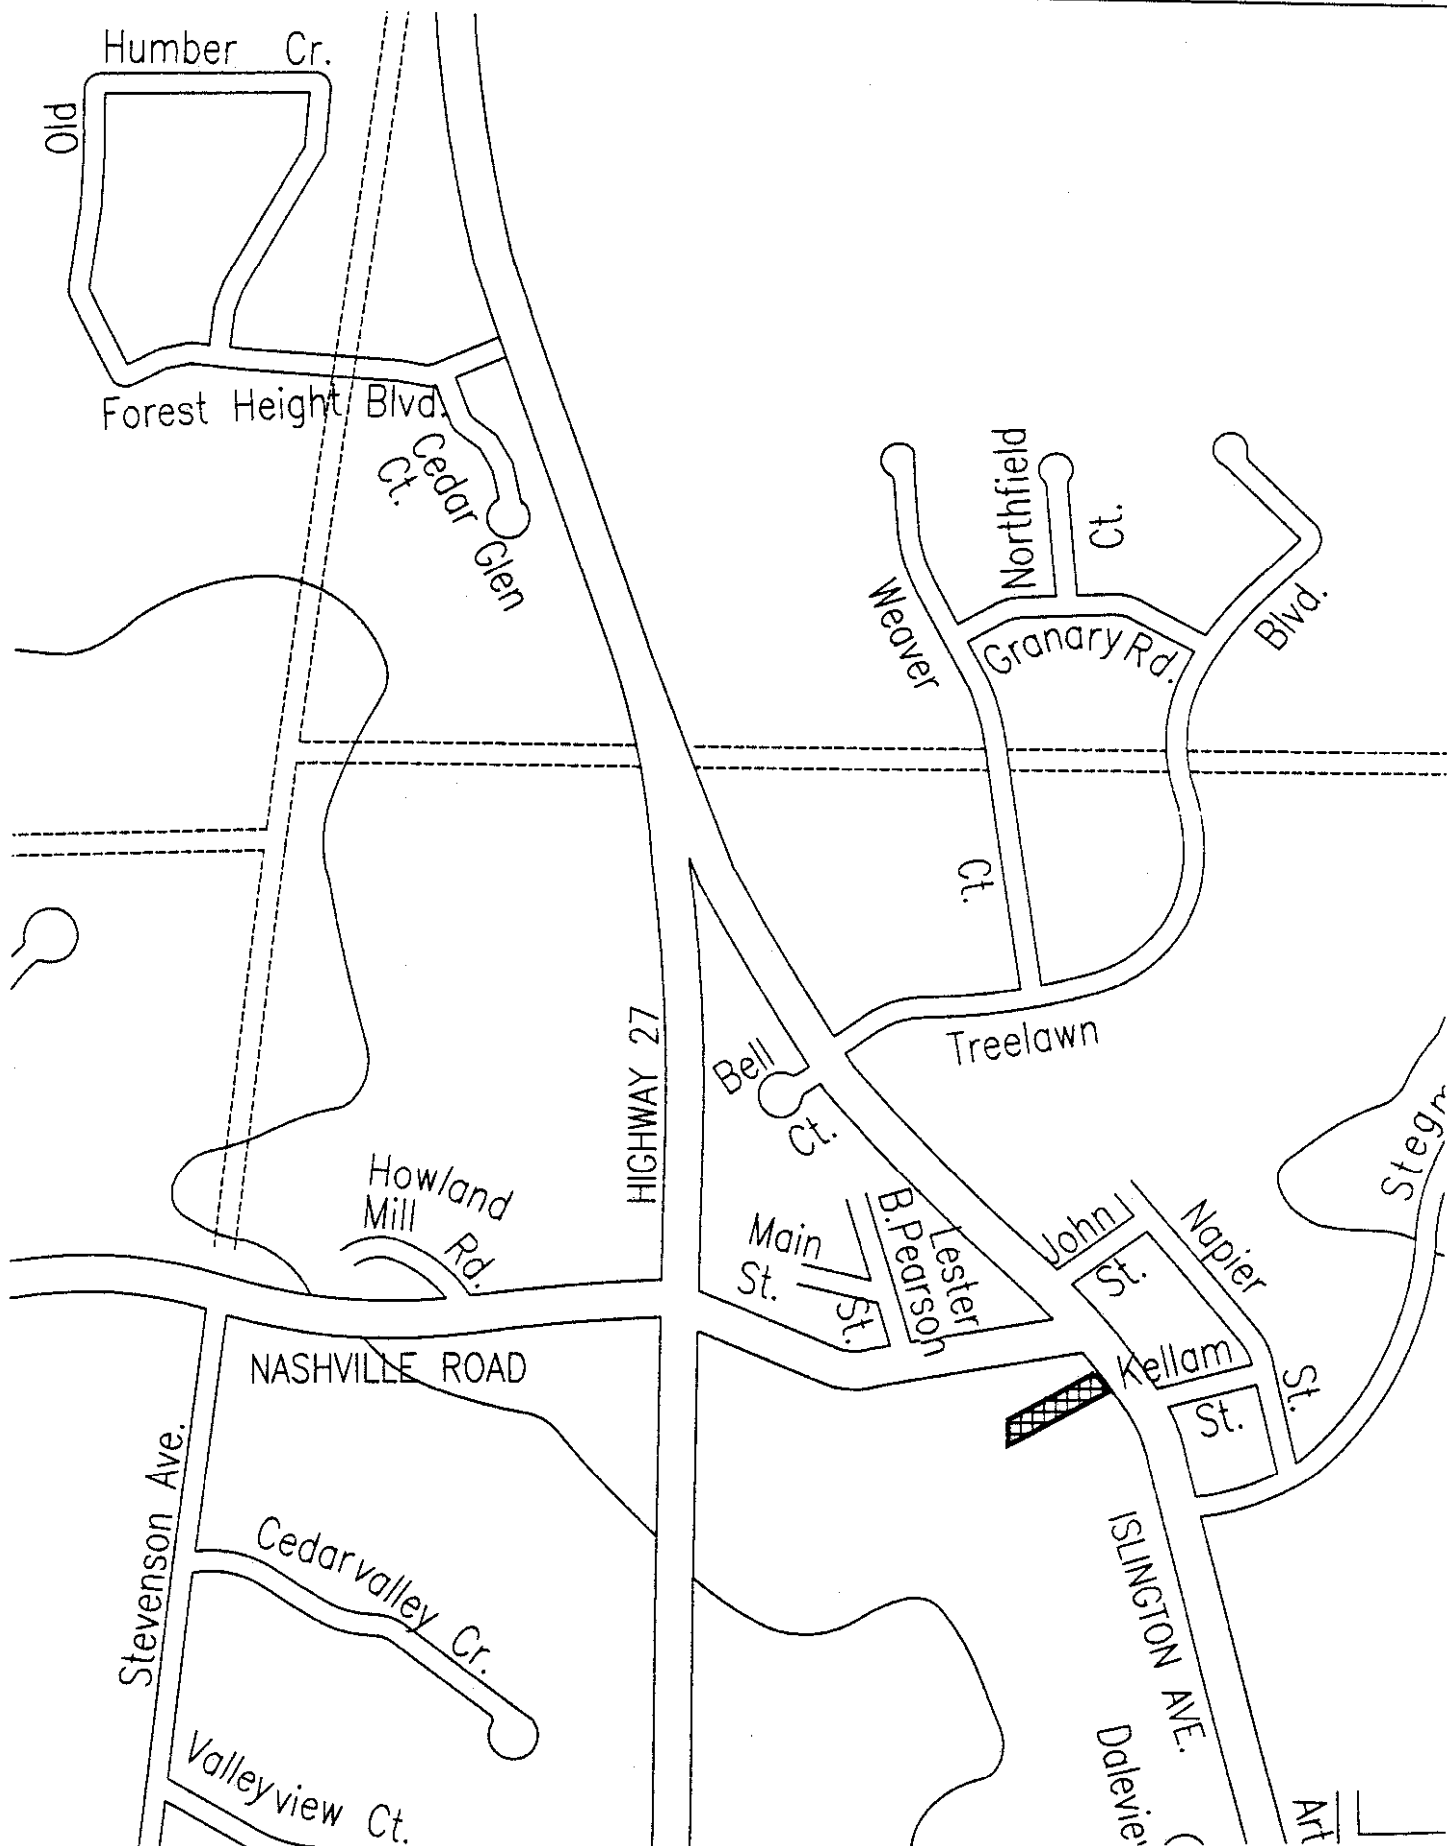 Humber Cr.
Old
Forest Height Blvd.
Cedar Glen
Ct.
Northfield
Ct.
Weaver
Granary Rd.
Blvd.
Ct.
Treelawn
HIGHWAY 27
Bell
Ct.
Howland
Mill
Rd.
Main
St.
St.
Lester
B.Pearson
John
St.
Napier
Kellam
St.
St.
NASHVILLE ROAD
Stevenson Ave.
Cedarvalley Cr.
ISLINGTON AVE.
Valleyview Ct.